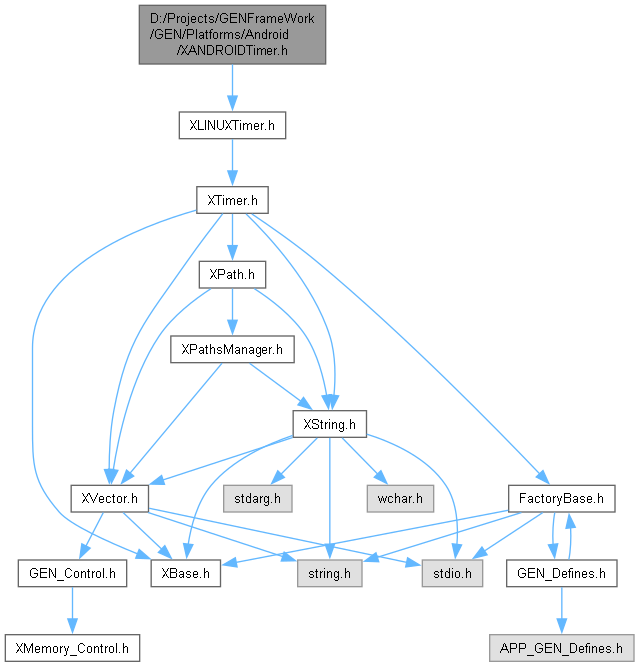 D:/Projects/GENFrameWork
/GEN/Platforms/Android
/XANDROIDTimer.h
XLINUXTimer.h
XTimer.h
XPath.h
XPathsManager.h
XString.h
XVector.h
stdarg.h
wchar.h
FactoryBase.h
GEN_Control.h
XBase.h
string.h
stdio.h
GEN_Defines.h
XMemory_Control.h
APP_GEN_Defines.h